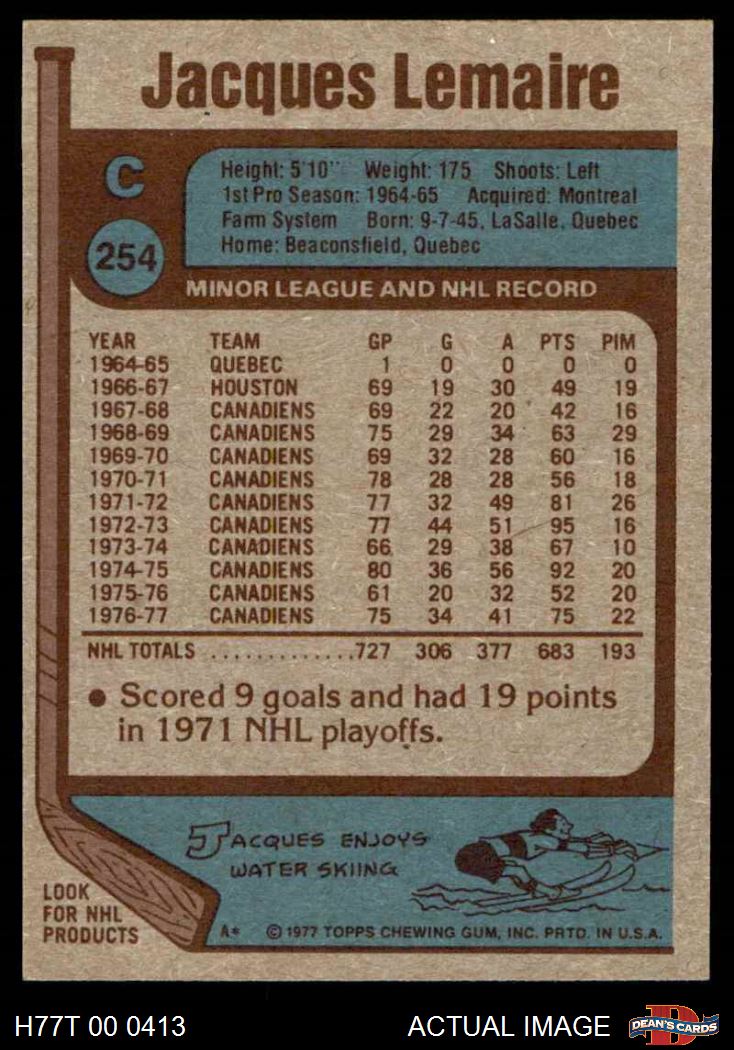 Jacques Lemaire
C
254
Height: 5'10" Weight: 175 Shoots: Left
1st Pro Season: 1964-65 Acquired: Montreal
Farm System Born: 9-7-45, LaSalle, Quebec
Home: Beaconsfield, Quebec
MINOR LEAGUE AND NHL RECORD
YEAR TEAM GP G A PTS PIM
1964-65 QUEBEC 1 0 0 0 0
1966-67 HOUSTON 69 19 30 49 19
1967-68 CANADIENS 69 22 20 42 16
1968-69 CANADIENS 75 29 34 63 29
1969-70 CANADIENS 69 32 28 60 16
1970-71 CANADIENS 78 28 28 56 18
1971-72 CANADIENS 77 32 49 81 26
1972-73 CANADIENS 77 44 51 95 16
1973-74 CANADIENS 66 29 38 67 10
1974-75 CANADIENS 80 36 56 92 20
1975-76 CANADIENS 61 20 32 52 20
1976-77 CANADIENS 75 34 41 75 22
NHL TOTALS .............727 306 377 683 193
• Scored 9 goals and had 19 points
in 1971 NHL playoffs.
JACQUES ENJOYS
WATER SKIING
LOOK
FOR NHL
PRODUCTS
A* © 1977 TOPPS CHEWING GUM, INC. PRTD. IN U.S.A.
H77T 00 0413 ACTUAL IMAGE
D
DEAN'S CARDS